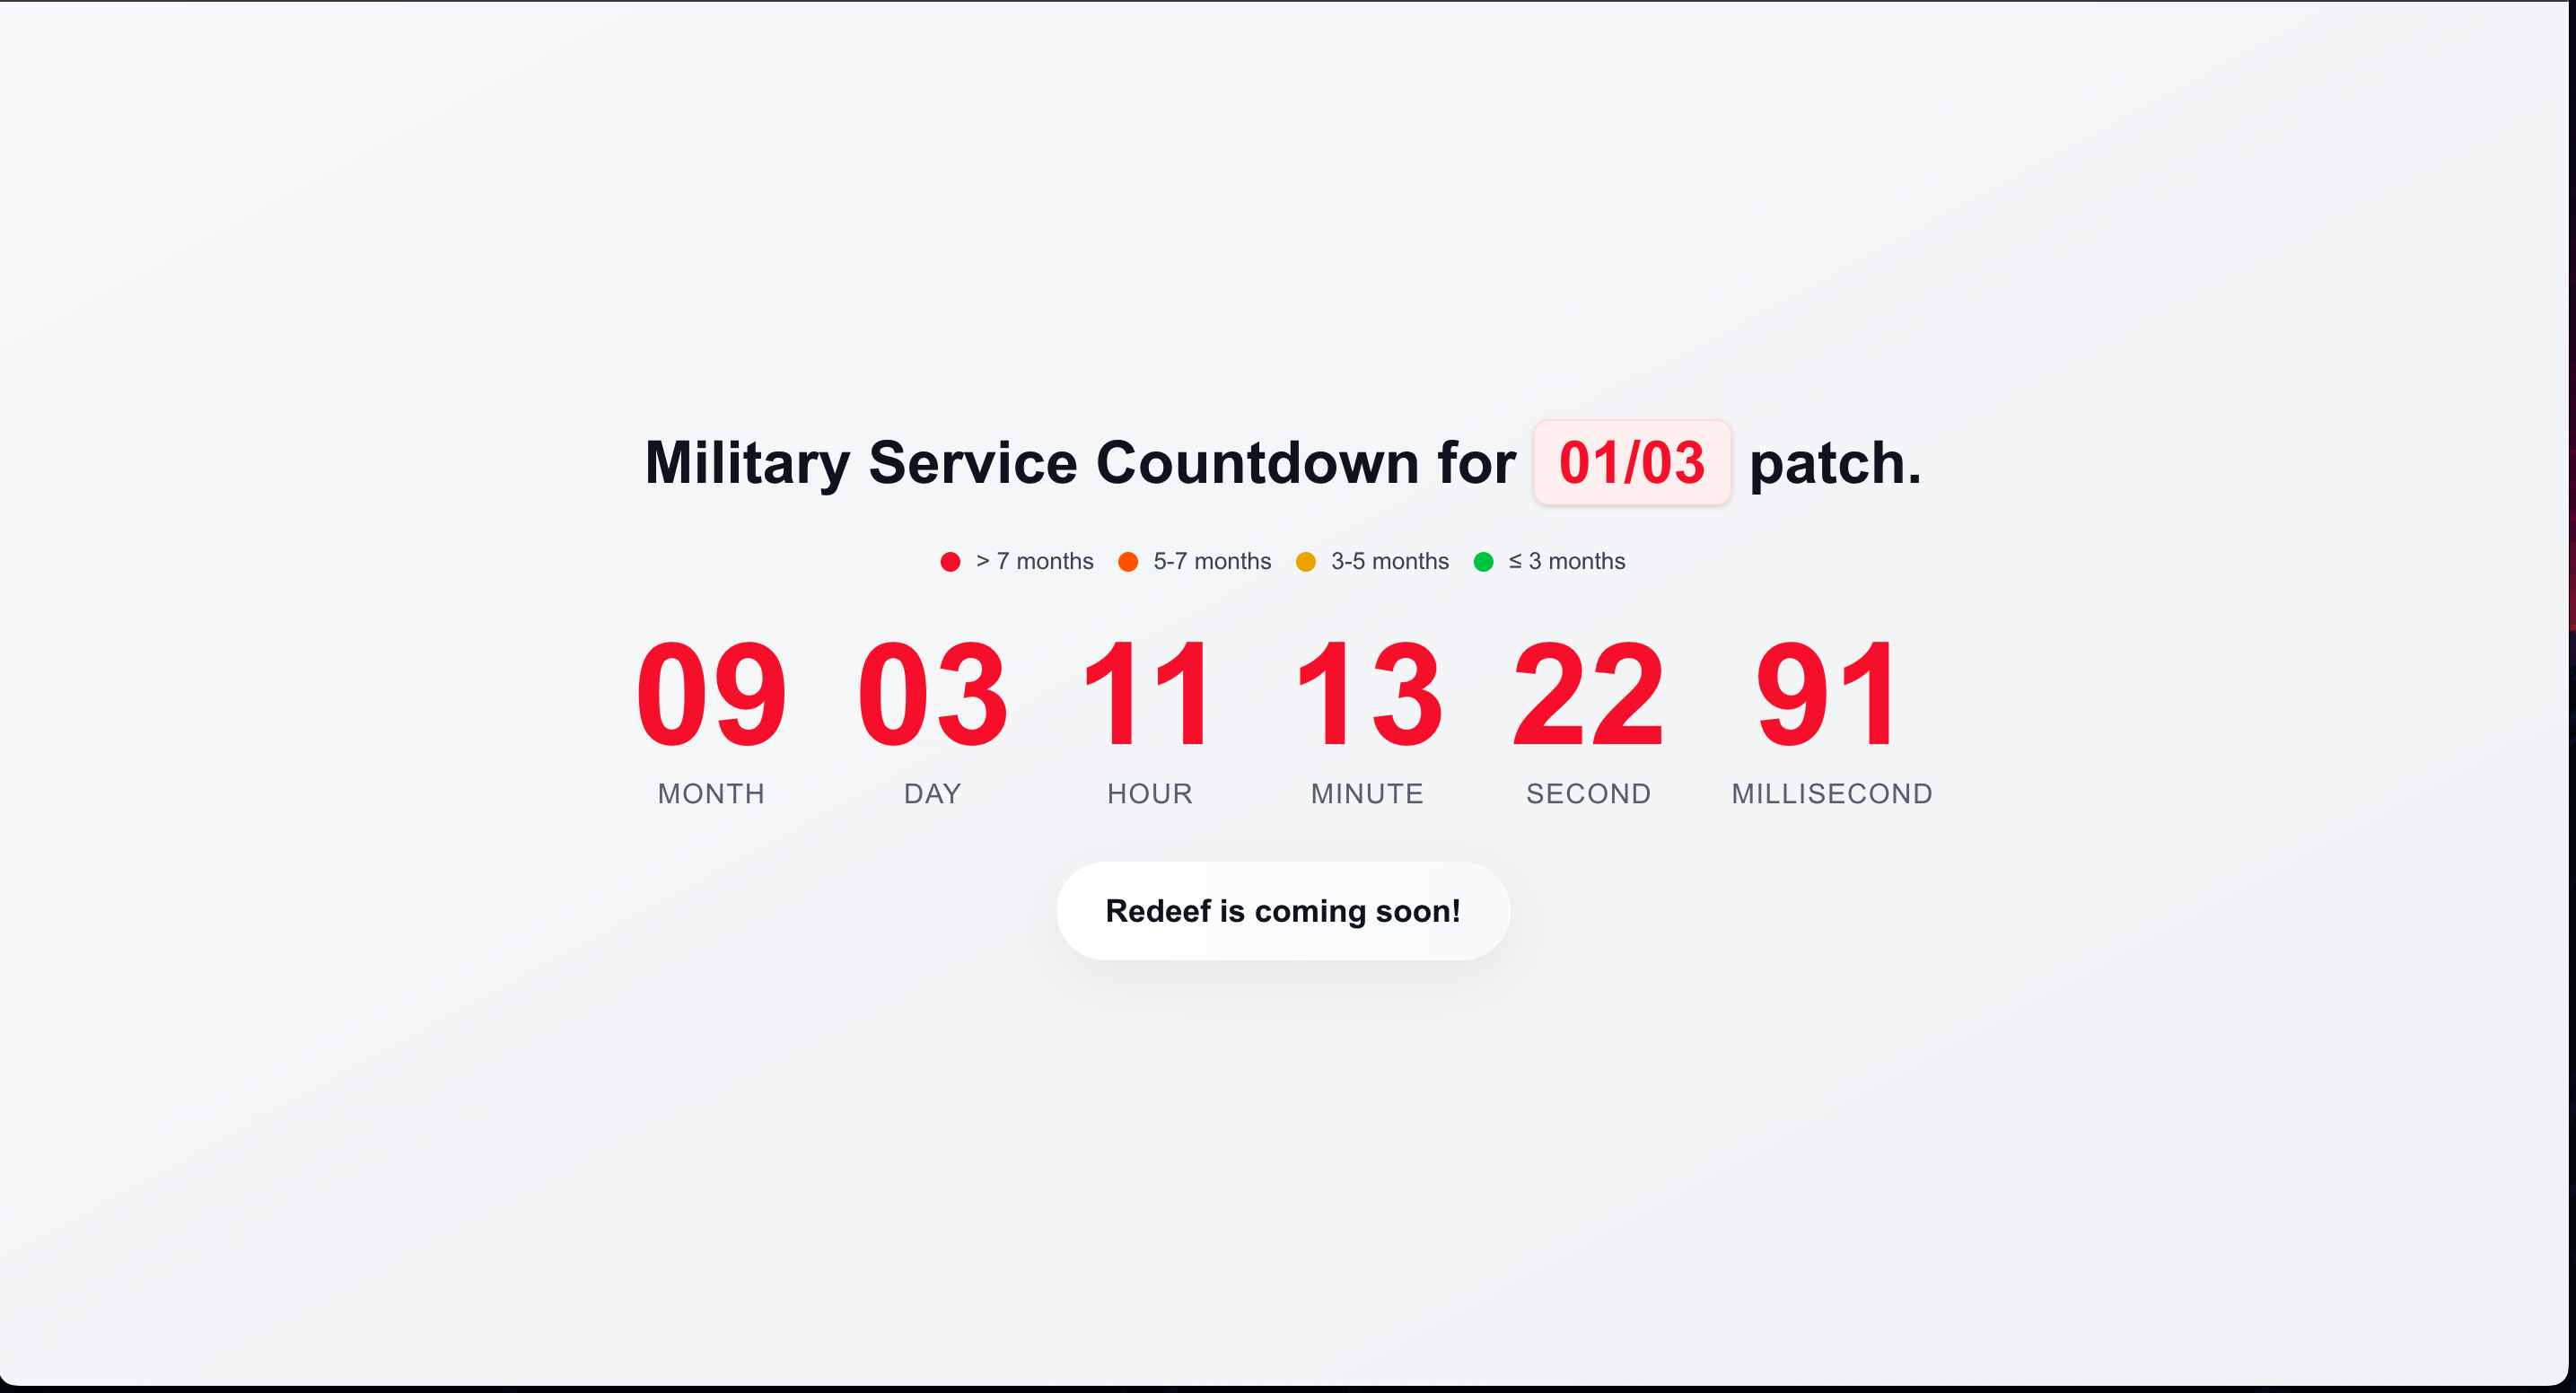 Military Service Countdown for 01/03 patch.
> 7 months 5-7 months 3-5 months ≤ 3 months
09 03 11 13 22 91
MONTH DAY HOUR MINUTE SECOND MILLISECOND
Redeef is coming soon!